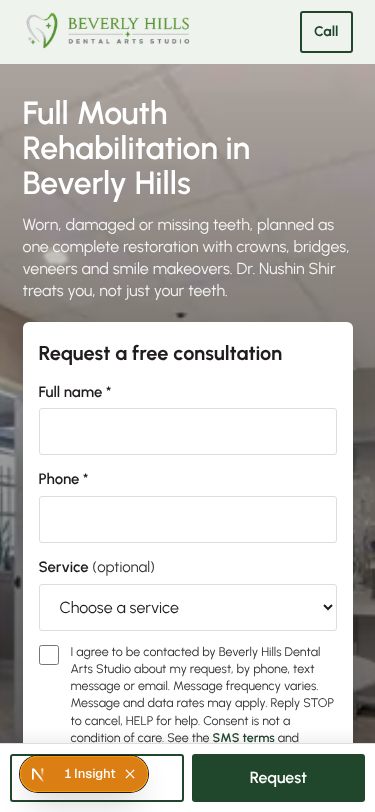 BEVERLY HILLS
DENTAL ARTS STUDIO
Call
Full Mouth
Rehabilitation in
Beverly Hills
Worn, damaged or missing teeth, planned as
one complete restoration with crowns, bridges,
veneers and smile makeovers. Dr. Nushin Shir
treats you, not just your teeth.
Request a free consultation
Full name *
Phone *
Service (optional)
Choose a service
I agree to be contacted by Beverly Hills Dental
Arts Studio about my request, by phone, text
message or email. Message frequency varies.
Message and data rates may apply. Reply STOP
to cancel, HELP for help. Consent is not a
condition of care. See the SMS terms and
N 1 Insight ×
Request